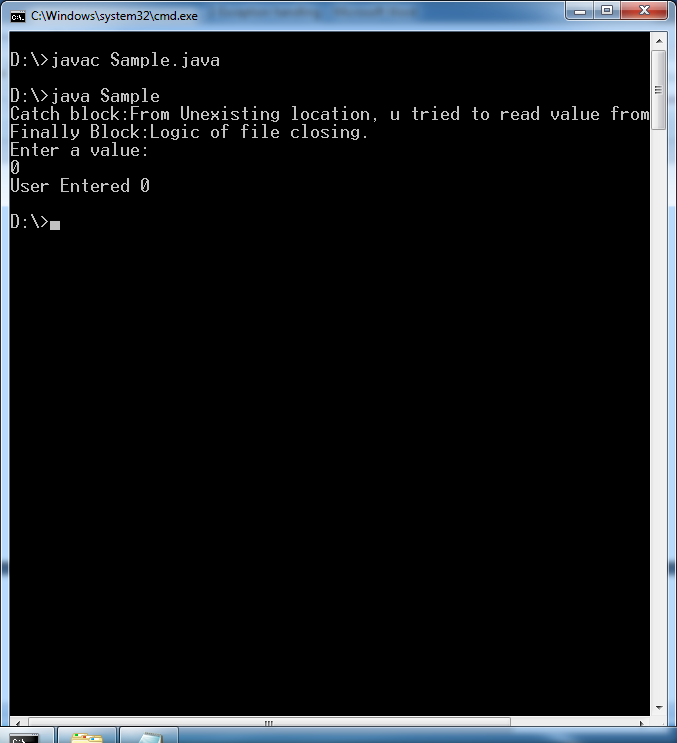 C:\Windows\system32\cmd.exe
D:\>javac Sample.java
D:\>java Sample
Catch block:From Unexisting location, u tried to read value from
Finally Block:Logic of file closing.
Enter a value:
0
User Entered 0
D:\>